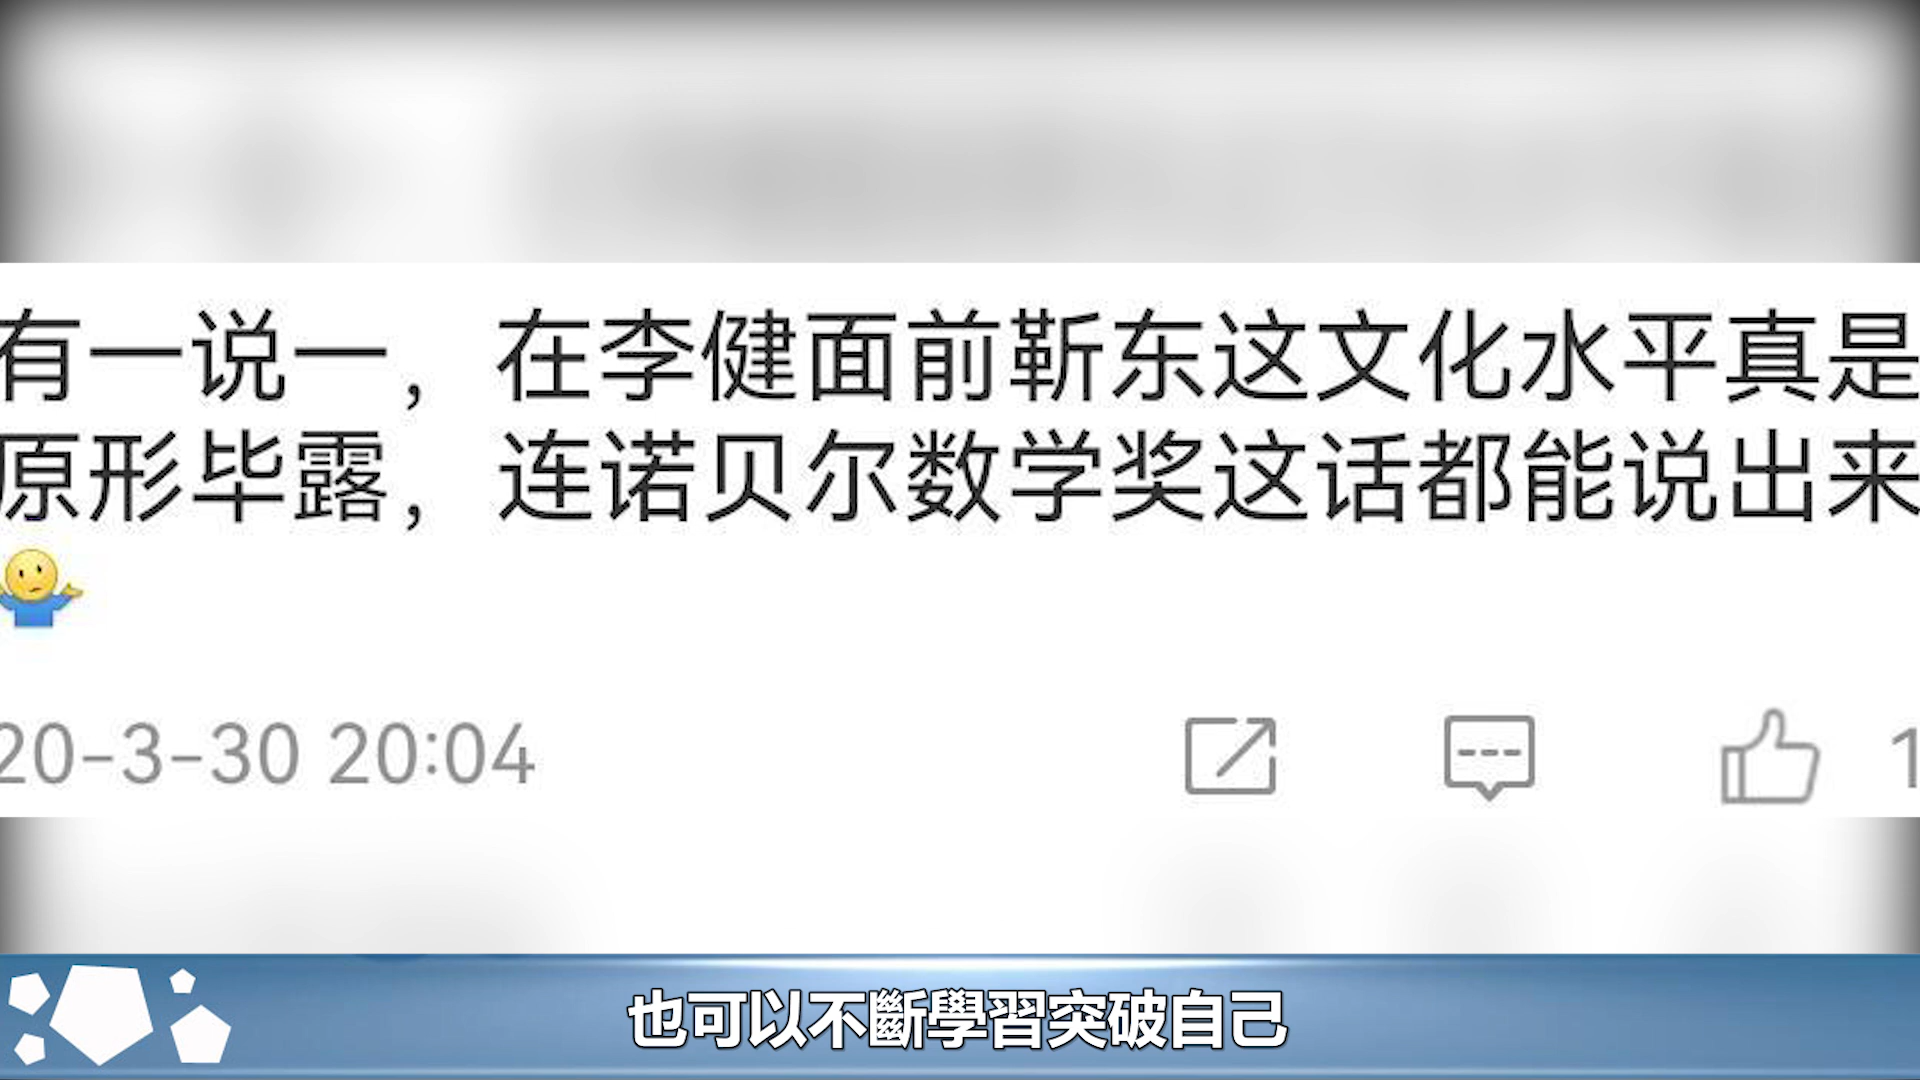 有一说一，在李健面前靳东这文化水平真是
原形毕露，连诺贝尔数学奖这话都能说出来
20-3-30 20:04
1
也可以不斷學習突破自己